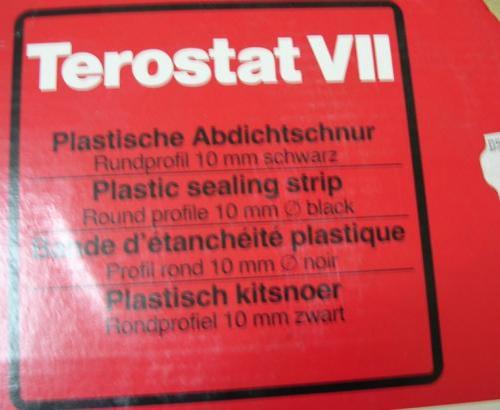 Terostat VII
Plastische Abdichtschnur
Rundprofil 10 mm schwarz
Plastic sealing strip
Round profile 10 mm ∅ black
Bande d'étanchéité plastique
Profil rond 10 mm ∅ noir
Plastisch kitsnoer
Rondprofiel 10 mm zwart